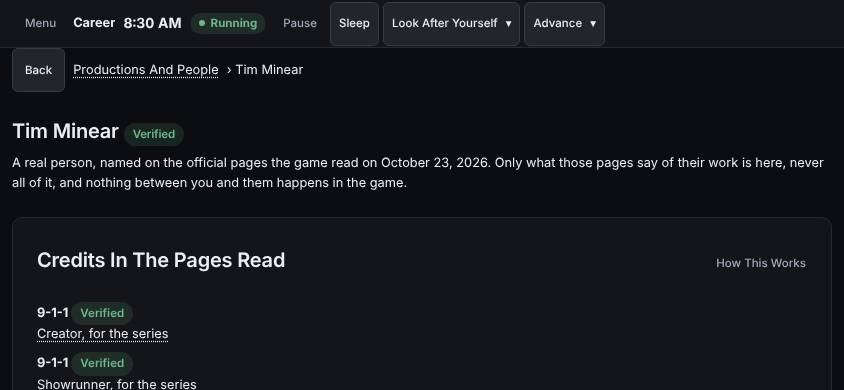 Menu Career 8:30 AM Running Pause Sleep Look After Yourself ▾ Advance ▾
Back Productions And People › Tim Minear
Tim Minear Verified
A real person, named on the official pages the game read on October 23, 2026. Only what those pages say of their work is here, never
all of it, and nothing between you and them happens in the game.
Credits In The Pages Read How This Works
9-1-1 Verified
Creator, for the series
9-1-1 Verified
Showrunner, for the series